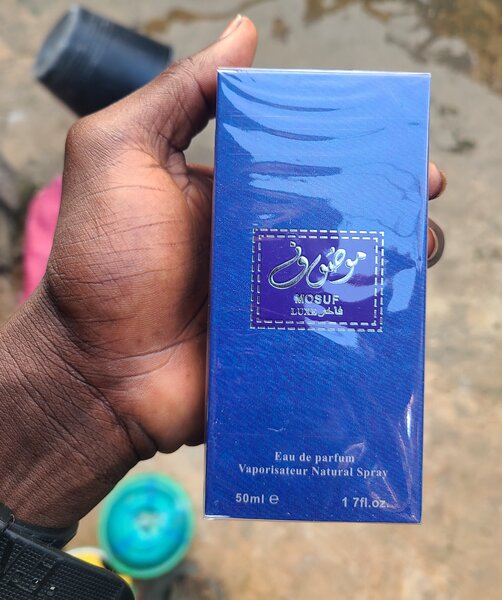 موصوف
MOSUF
LUXE فاخر
Eau de parfum
Vaporisateur Natural Spray
50ml e
1 7fl.oz.